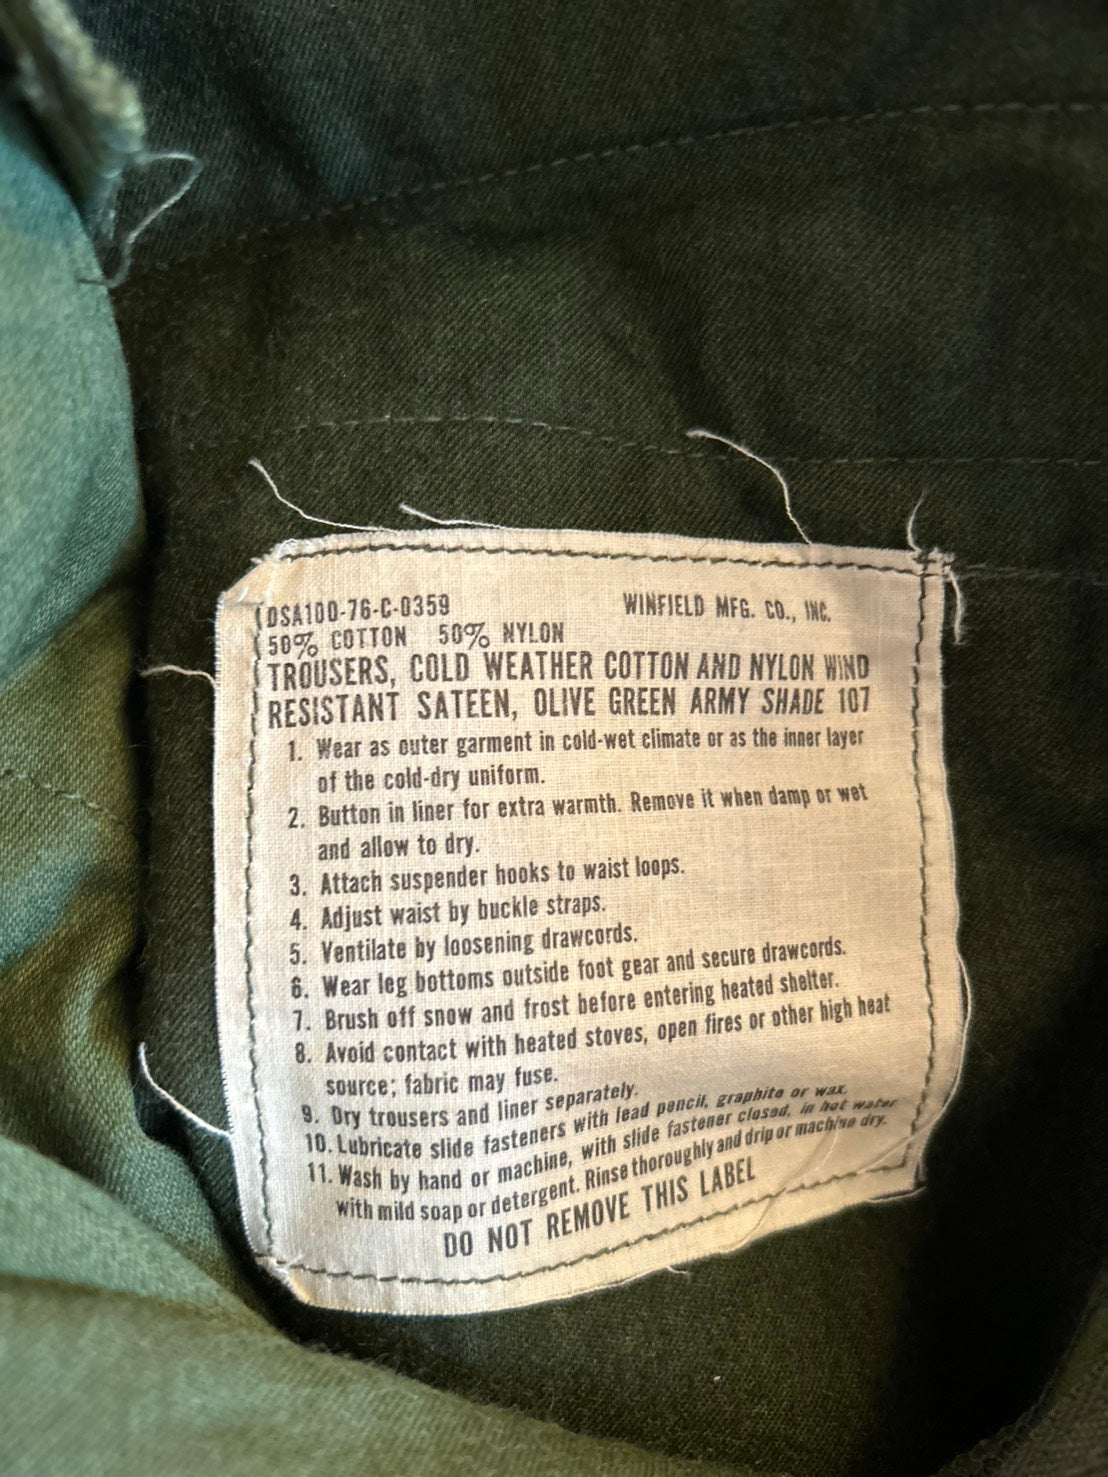 DSA100-76-C-0359 WINFIELD MFG. CO., INC.
50% COTTON 50% NYLON
TROUSERS, COLD WEATHER COTTON AND NYLON WIND
RESISTANT SATEEN, OLIVE GREEN ARMY SHADE 107
1. Wear as outer garment in cold-wet climate or as the inner layer
of the cold-dry uniform.
2. Button in liner for extra warmth. Remove it when damp or wet
and allow to dry.
3. Attach suspender hooks to waist loops.
4. Adjust waist by buckle straps.
5. Ventilate by loosening drawcords.
6. Wear leg bottoms outside foot gear and secure drawcords.
7. Brush off snow and frost before entering heated shelter.
8. Avoid contact with heated stoves, open fires or other high heat
source; fabric may fuse.
9. Dry trousers and liner separately.
10. Lubricate slide fasteners with lead pencil, graphite or wax.
11. Wash by hand or machine, with slide fastener closed, in hot water
with mild soap or detergent. Rinse thoroughly and drip or machine dry.
DO NOT REMOVE THIS LABEL